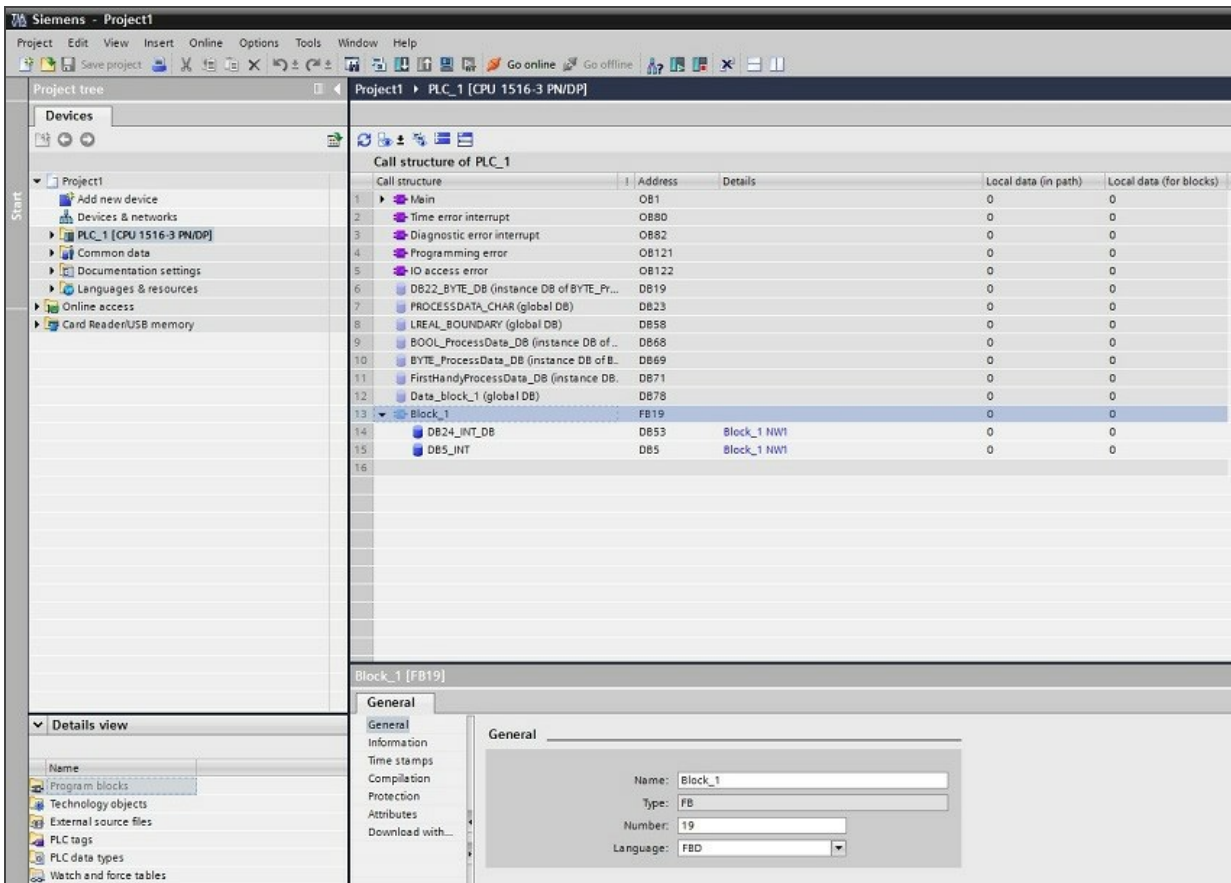 Siemens - Project1
Project Edit View Insert Online Options Tools Window Help
Save project Go online Go offline
Project tree
Devices
Start
Project1
Add new device
Devices & networks
PLC_1 [CPU 1516-3 PN/DP]
Common data
Documentation settings
Languages & resources
Online access
Card Reader/USB memory
Details view
Name
Program blocks
Technology objects
External source files
PLC tags
PLC data types
Watch and force tables
Project1 PLC_1 [CPU 1516-3 PN/DP]
Call structure of PLC_1
Call structure ! Address Details Local data (in path) Local data (for blocks)
1 Main OB1 0 0
2 Time error interrupt OB80 0 0
3 Diagnostic error interrupt OB82 0 0
4 Programming error OB121 0 0
5 IO access error OB122 0 0
6 DB22_BYTE_DB (instance DB of BYTE_Pr... DB19 0 0
7 PROCESSDATA_CHAR (global DB) DB23 0 0
8 LREAL_BOUNDARY (global DB) DB58 0 0
9 BOOL_ProcessData_DB (instance DB of... DB68 0 0
10 BYTE_ProcessData_DB (instance DB of B.. DB69 0 0
11 FirstHandyProcessData_DB (instance DB. DB71 0 0
12 Data_block_1 (global DB) DB78 0 0
13 Block_1 FB19 0 0
14 DB24_INT_DB DB53 Block_1 NW1 0 0
15 DB5_INT DB5 Block_1 NW1 0 0
16
Block_1 [FB19]
General
General
Information
Time stamps
Compilation
Protection
Attributes
Download with...
General
Name: Block_1
Type: FB
Number: 19
Language: FBD